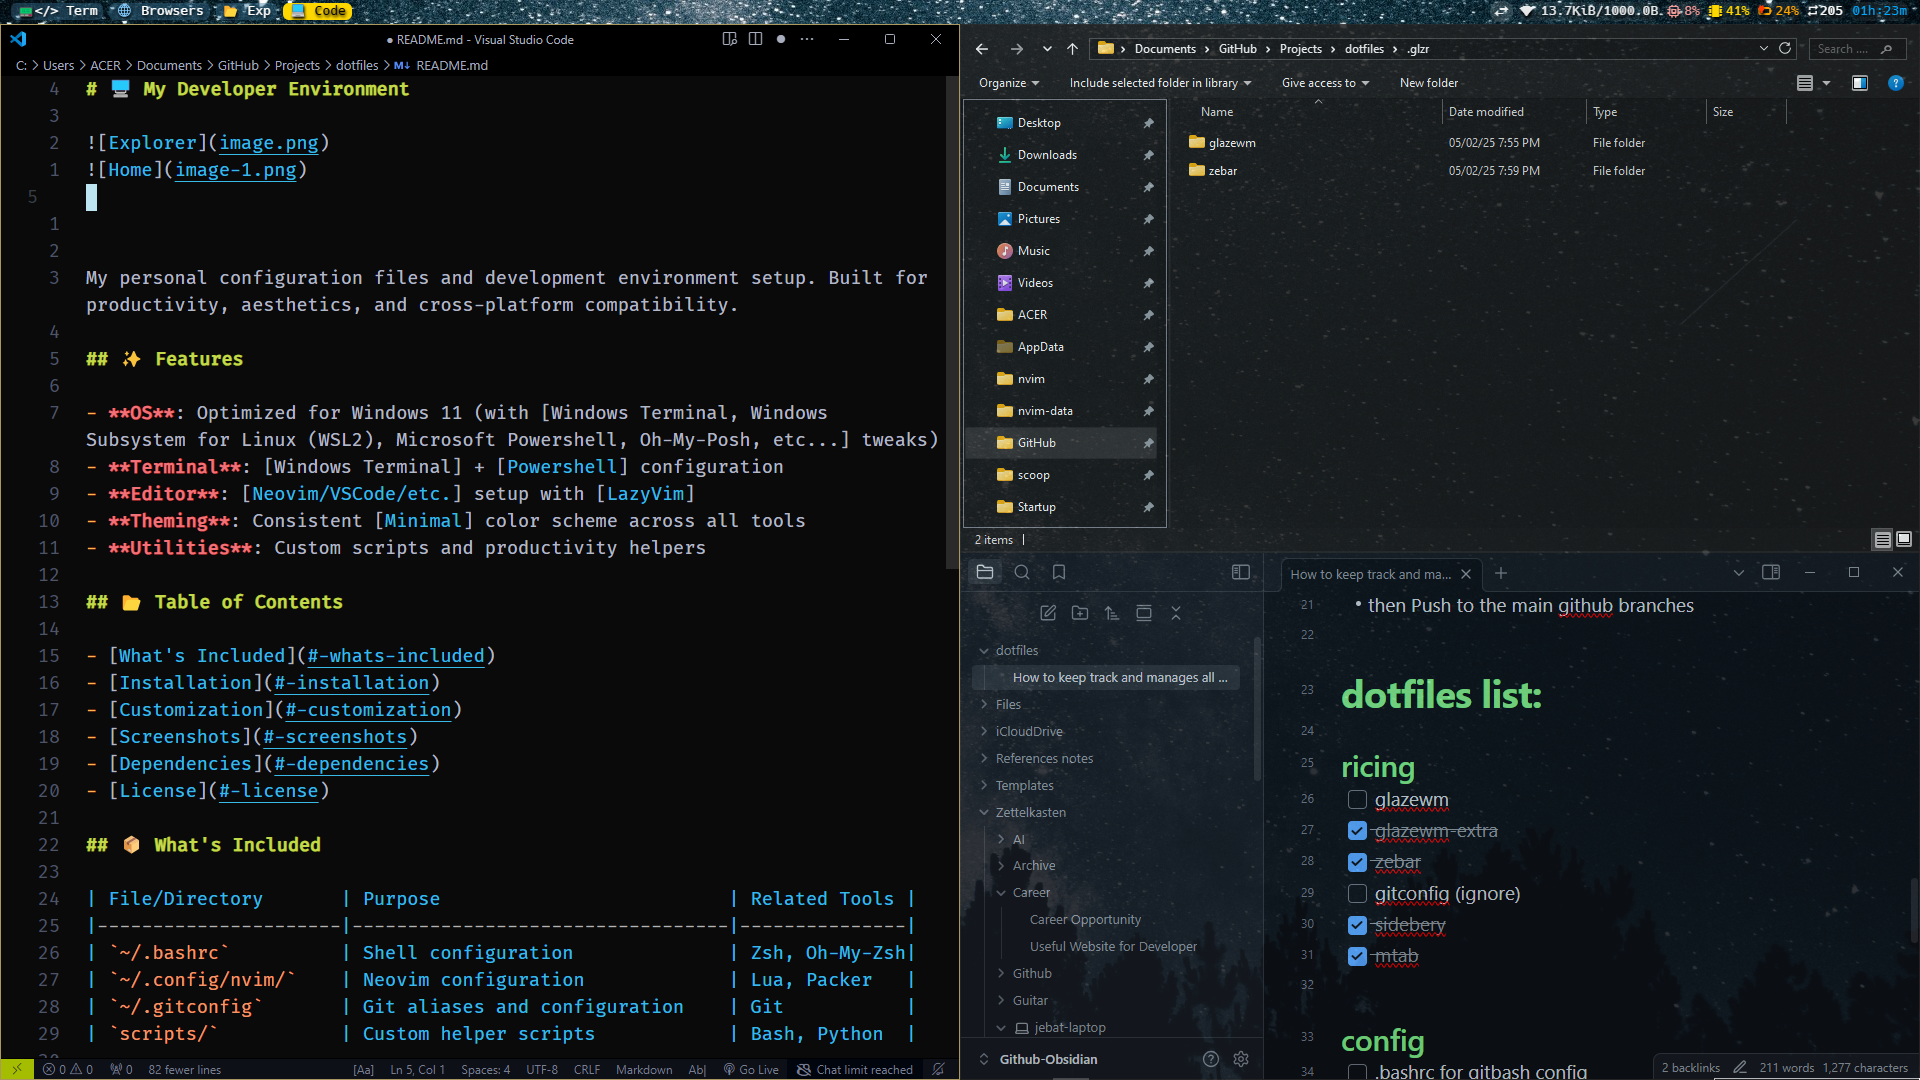 </> Term Browsers Exp Code
13.7KiB/1000.0B 8% 41% 24% 205 01h:23m
● README.md - Visual Studio Code
C: > Users > ACER > Documents > GitHub > Projects > dotfiles > README.md
4 # 🖥️ My Developer Environment
3
2 ![Explorer](image.png)
1 ![Home](image-1.png)
5
1
2
3 My personal configuration files and development environment setup. Built for
productivity, aesthetics, and cross-platform compatibility.
4
5 ## ✨ Features
6
7 - **OS**: Optimized for Windows 11 (with [Windows Terminal, Windows
Subsystem for Linux (WSL2), Microsoft Powershell, Oh-My-Posh, etc...] tweaks)
8 - **Terminal**: [Windows Terminal] + [Powershell] configuration
9 - **Editor**: [Neovim/VSCode/etc.] setup with [LazyVim]
10 - **Theming**: Consistent [Minimal] color scheme across all tools
11 - **Utilities**: Custom scripts and productivity helpers
12
13 ## 📂 Table of Contents
14
15 - [What's Included](#-whats-included)
16 - [Installation](#-installation)
17 - [Customization](#-customization)
18 - [Screenshots](#-screenshots)
19 - [Dependencies](#-dependencies)
20 - [License](#-license)
21
22 ## 📦 What's Included
23
24 | File/Directory | Purpose | Related Tools |
25 |----------------------|----------------------------------|---------------|
26 | `~/.bashrc` | Shell configuration | Zsh, Oh-My-Zsh|
27 | `~/.config/nvim/` | Neovim configuration | Lua, Packer |
28 | `~/.gitconfig` | Git aliases and configuration | Git |
29 | `scripts/` | Custom helper scripts | Bash, Python |
0 0 0 82 fewer lines [Aa] Ln 5, Col 1 Spaces: 4 UTF-8 CRLF Markdown Ab| Go Live Chat limit reached
> Documents > GitHub > Projects > dotfiles > .glzr Search ....
Organize Include selected folder in library Give access to New folder
Name Date modified Type Size
glazewm 05/02/25 7:55 PM File folder
zebar 05/02/25 7:59 PM File folder
Desktop
Downloads
Documents
Pictures
Music
Videos
ACER
AppData
nvim
nvim-data
GitHub
scoop
Startup
2 items
How to keep track and ma...
dotfiles
How to keep track and manages all ...
Files
iCloudDrive
References notes
Templates
Zettelkasten
AI
Archive
Career
Career Opportunity
Useful Website for Developer
Github
Guitar
jebat-laptop
Github-Obsidian
21 • then Push to the main github branches
22
23 dotfiles list:
24
25 ricing
26 glazewm
27 glazewm-extra
28 zebar
29 gitconfig (ignore)
30 sidebery
31 mtab
32
33 config
34 .bashrc for gitbash config
2 backlinks 211 words 1,277 characters